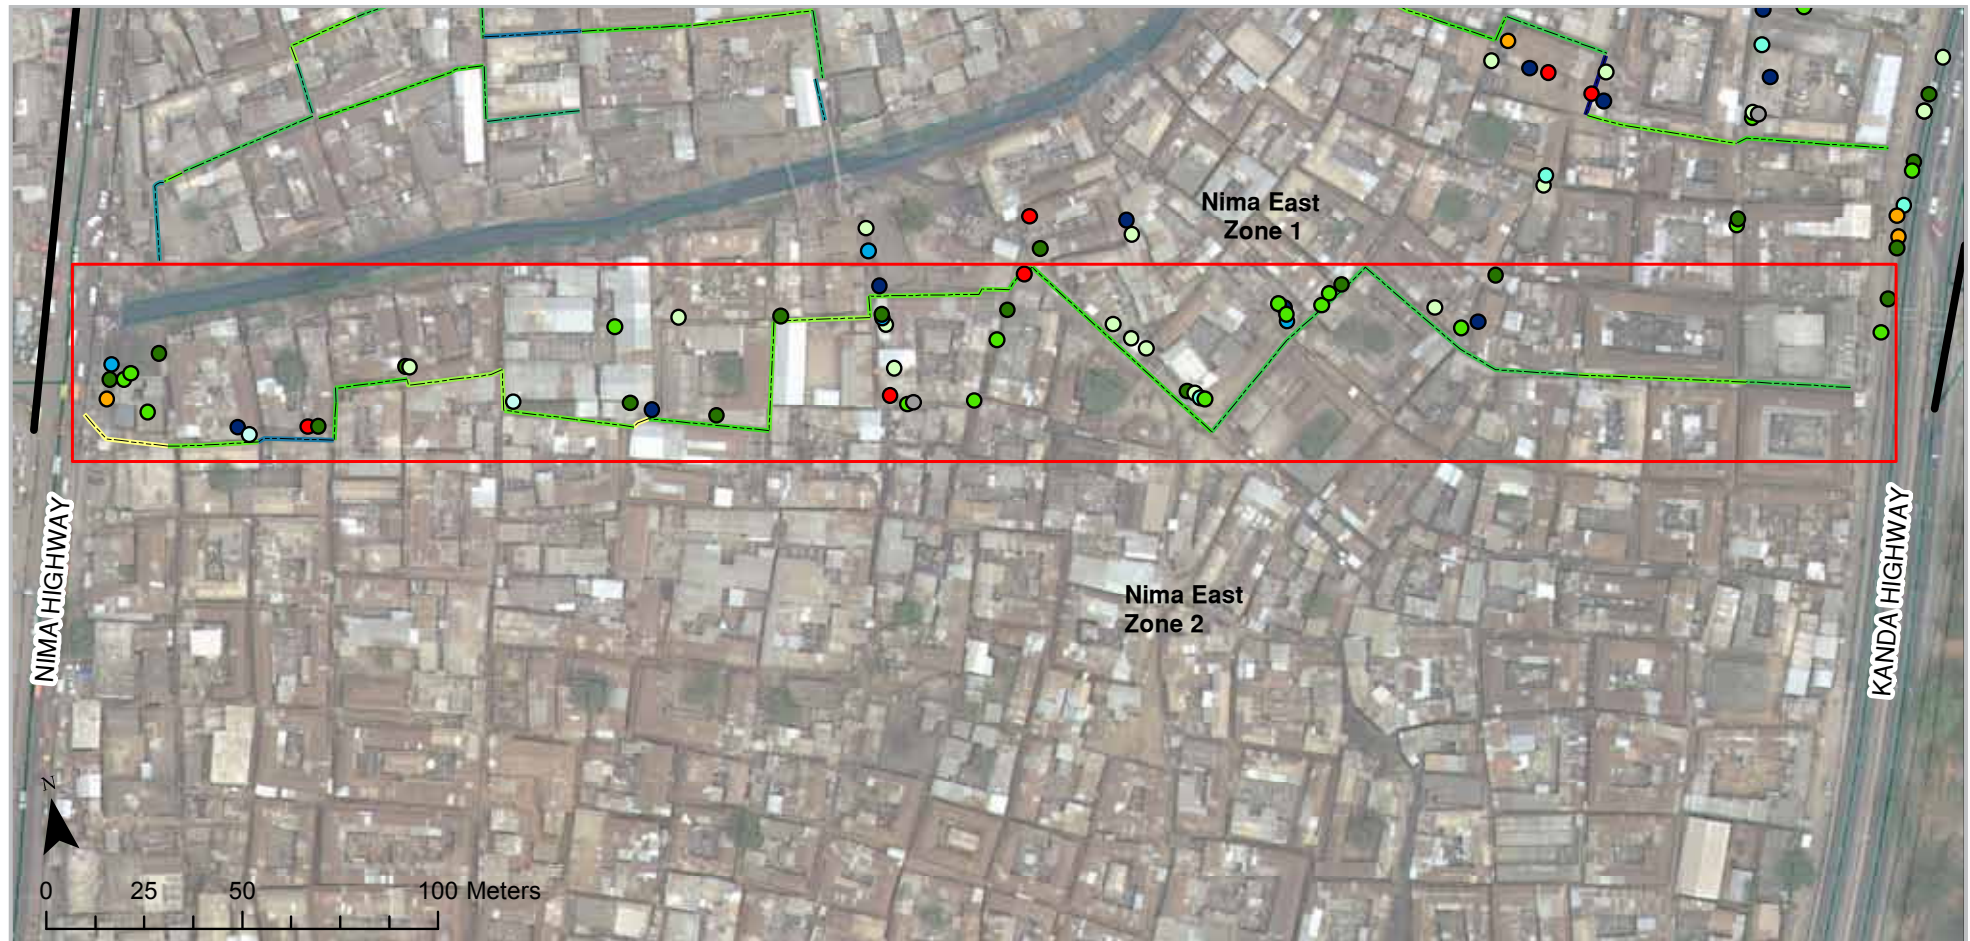 Nima East
Zone 1
NIMA HIGHWAY
KANDA HIGHWAY
Nima East
Zone 2
N
0 25 50 100 Meters